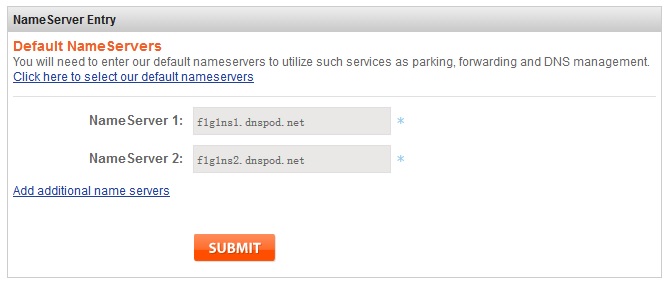 NameServer Entry
Default NameServers
You will need to enter our default nameservers to utilize such services as parking, forwarding and DNS management.
Click here to select our default nameservers
NameServer 1: f1g1ns1.dnspod.net *
NameServer 2: f1g1ns2.dnspod.net *
Add additional name servers
SUBMIT